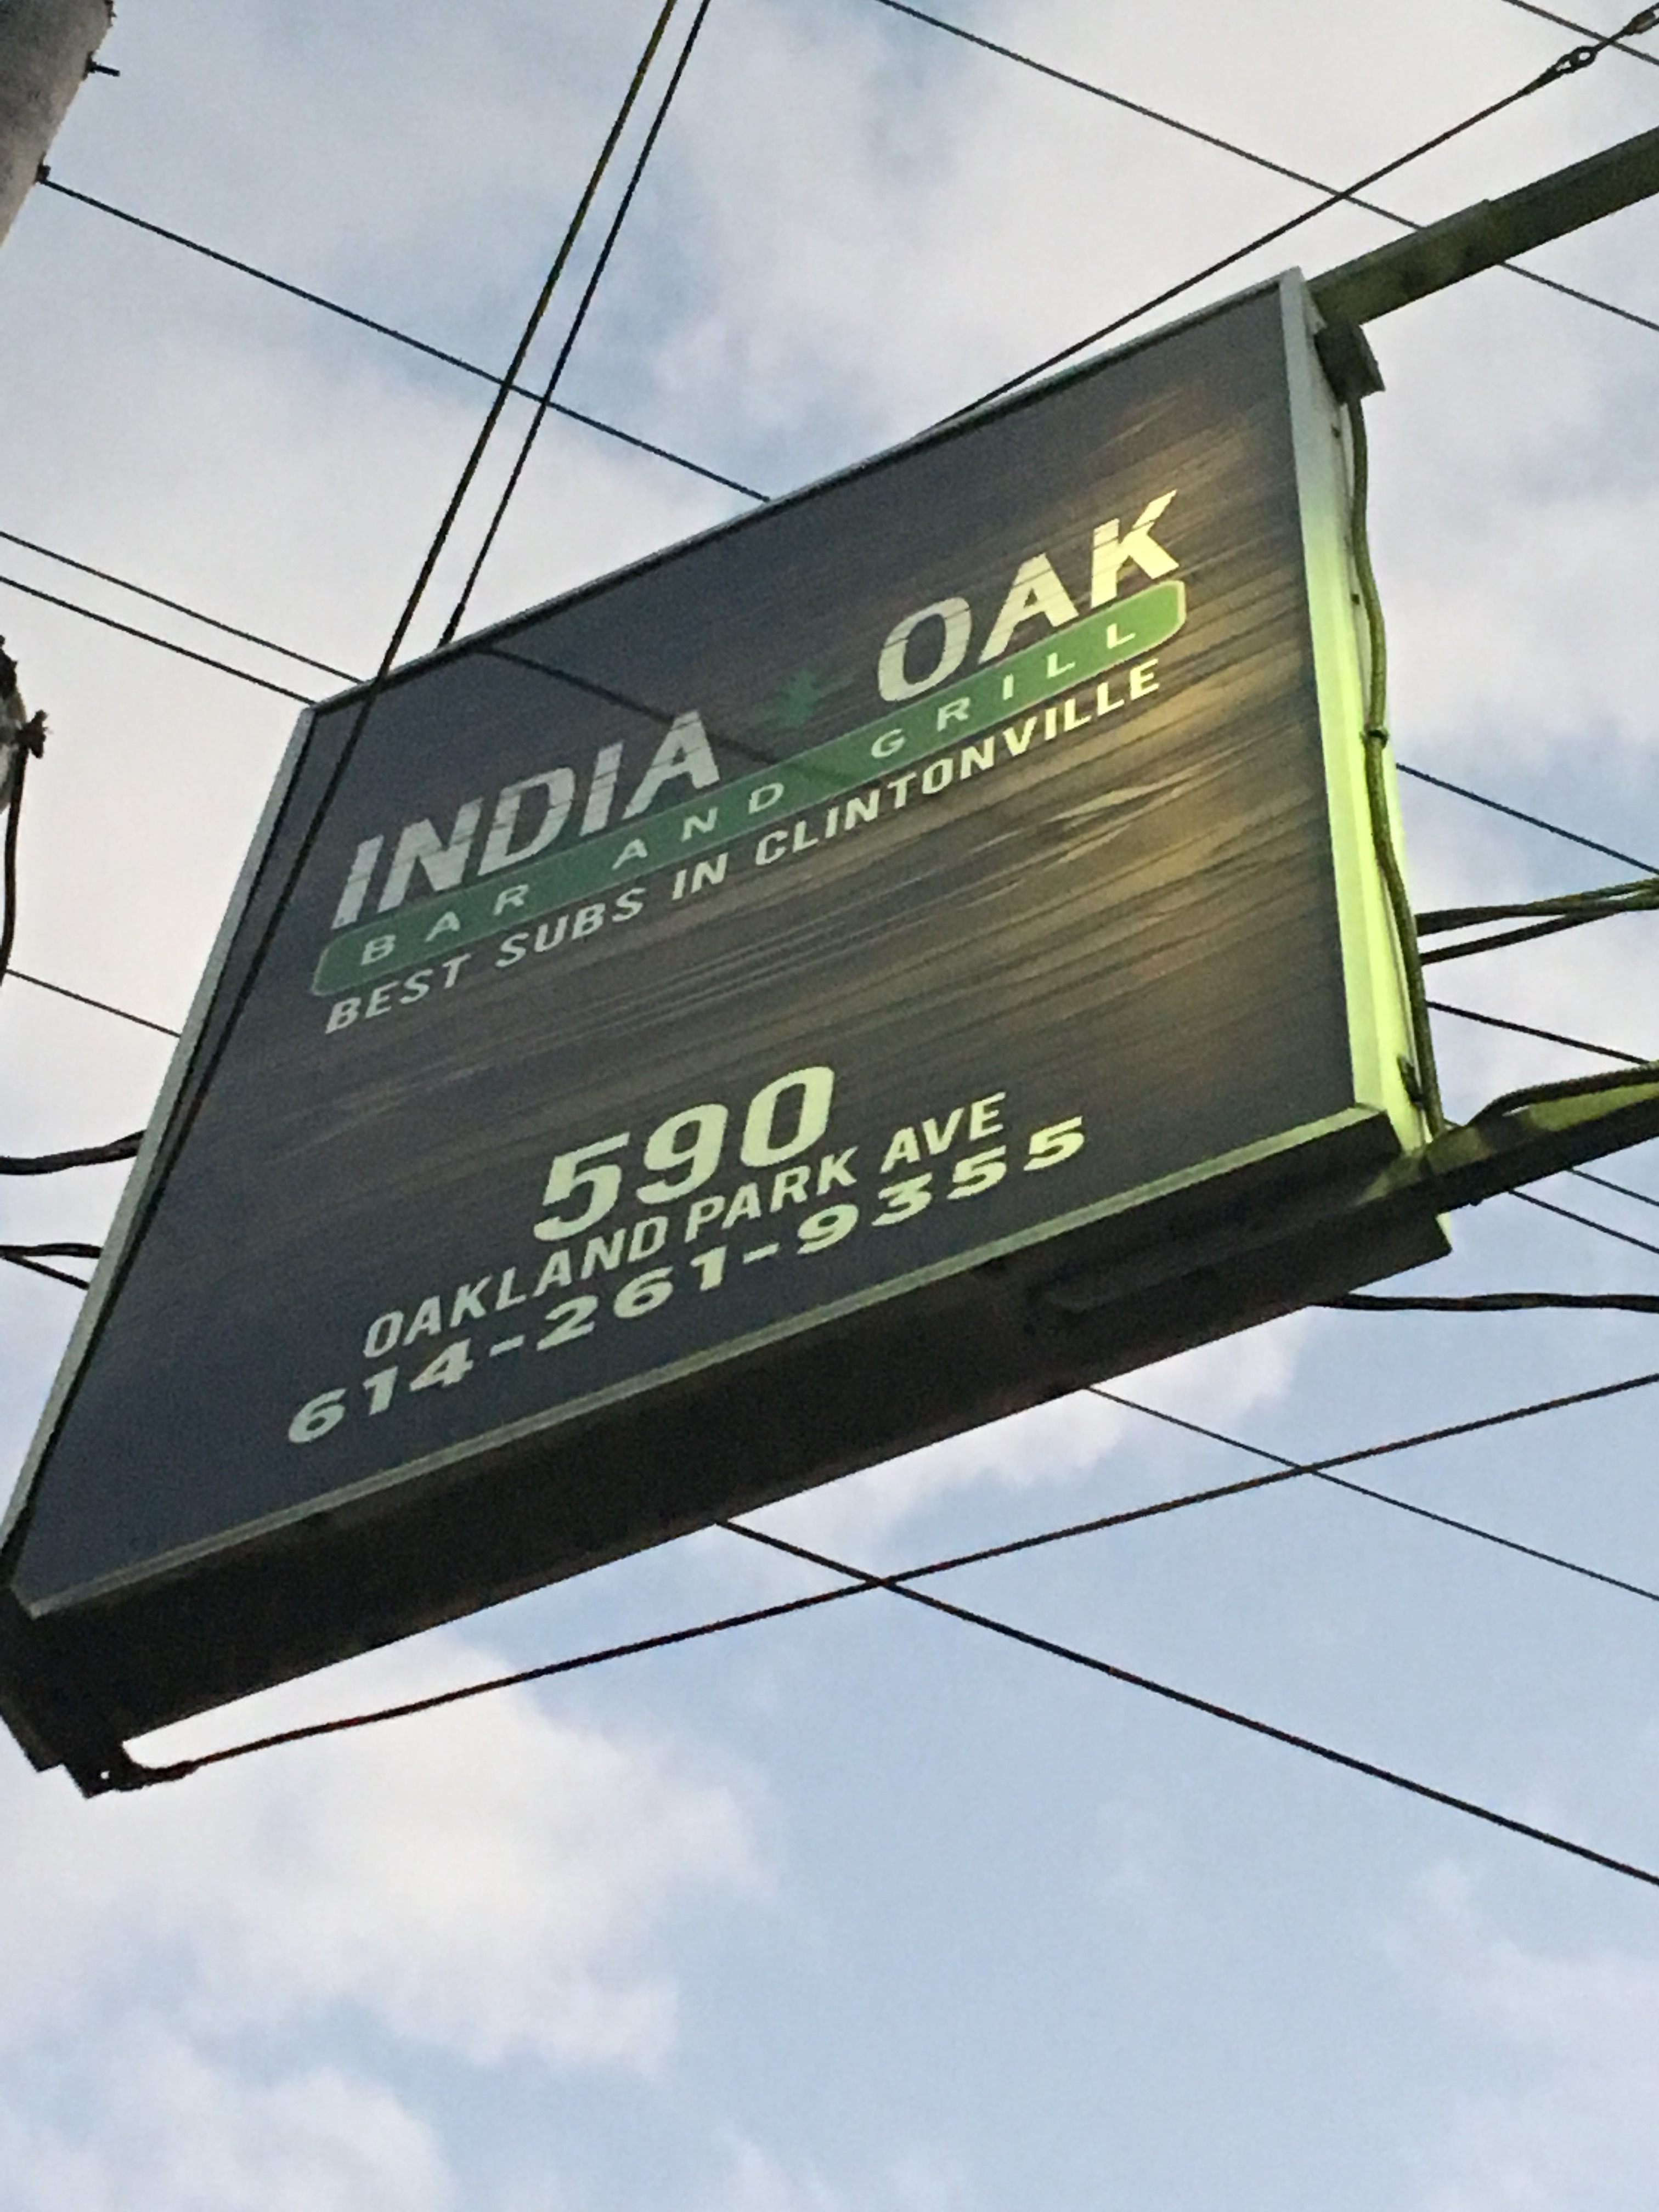 INDIA OAK
BAR AND GRILL
BEST SUBS IN CLINTONVILLE
590
OAKLAND PARK AVE
614-261-9355